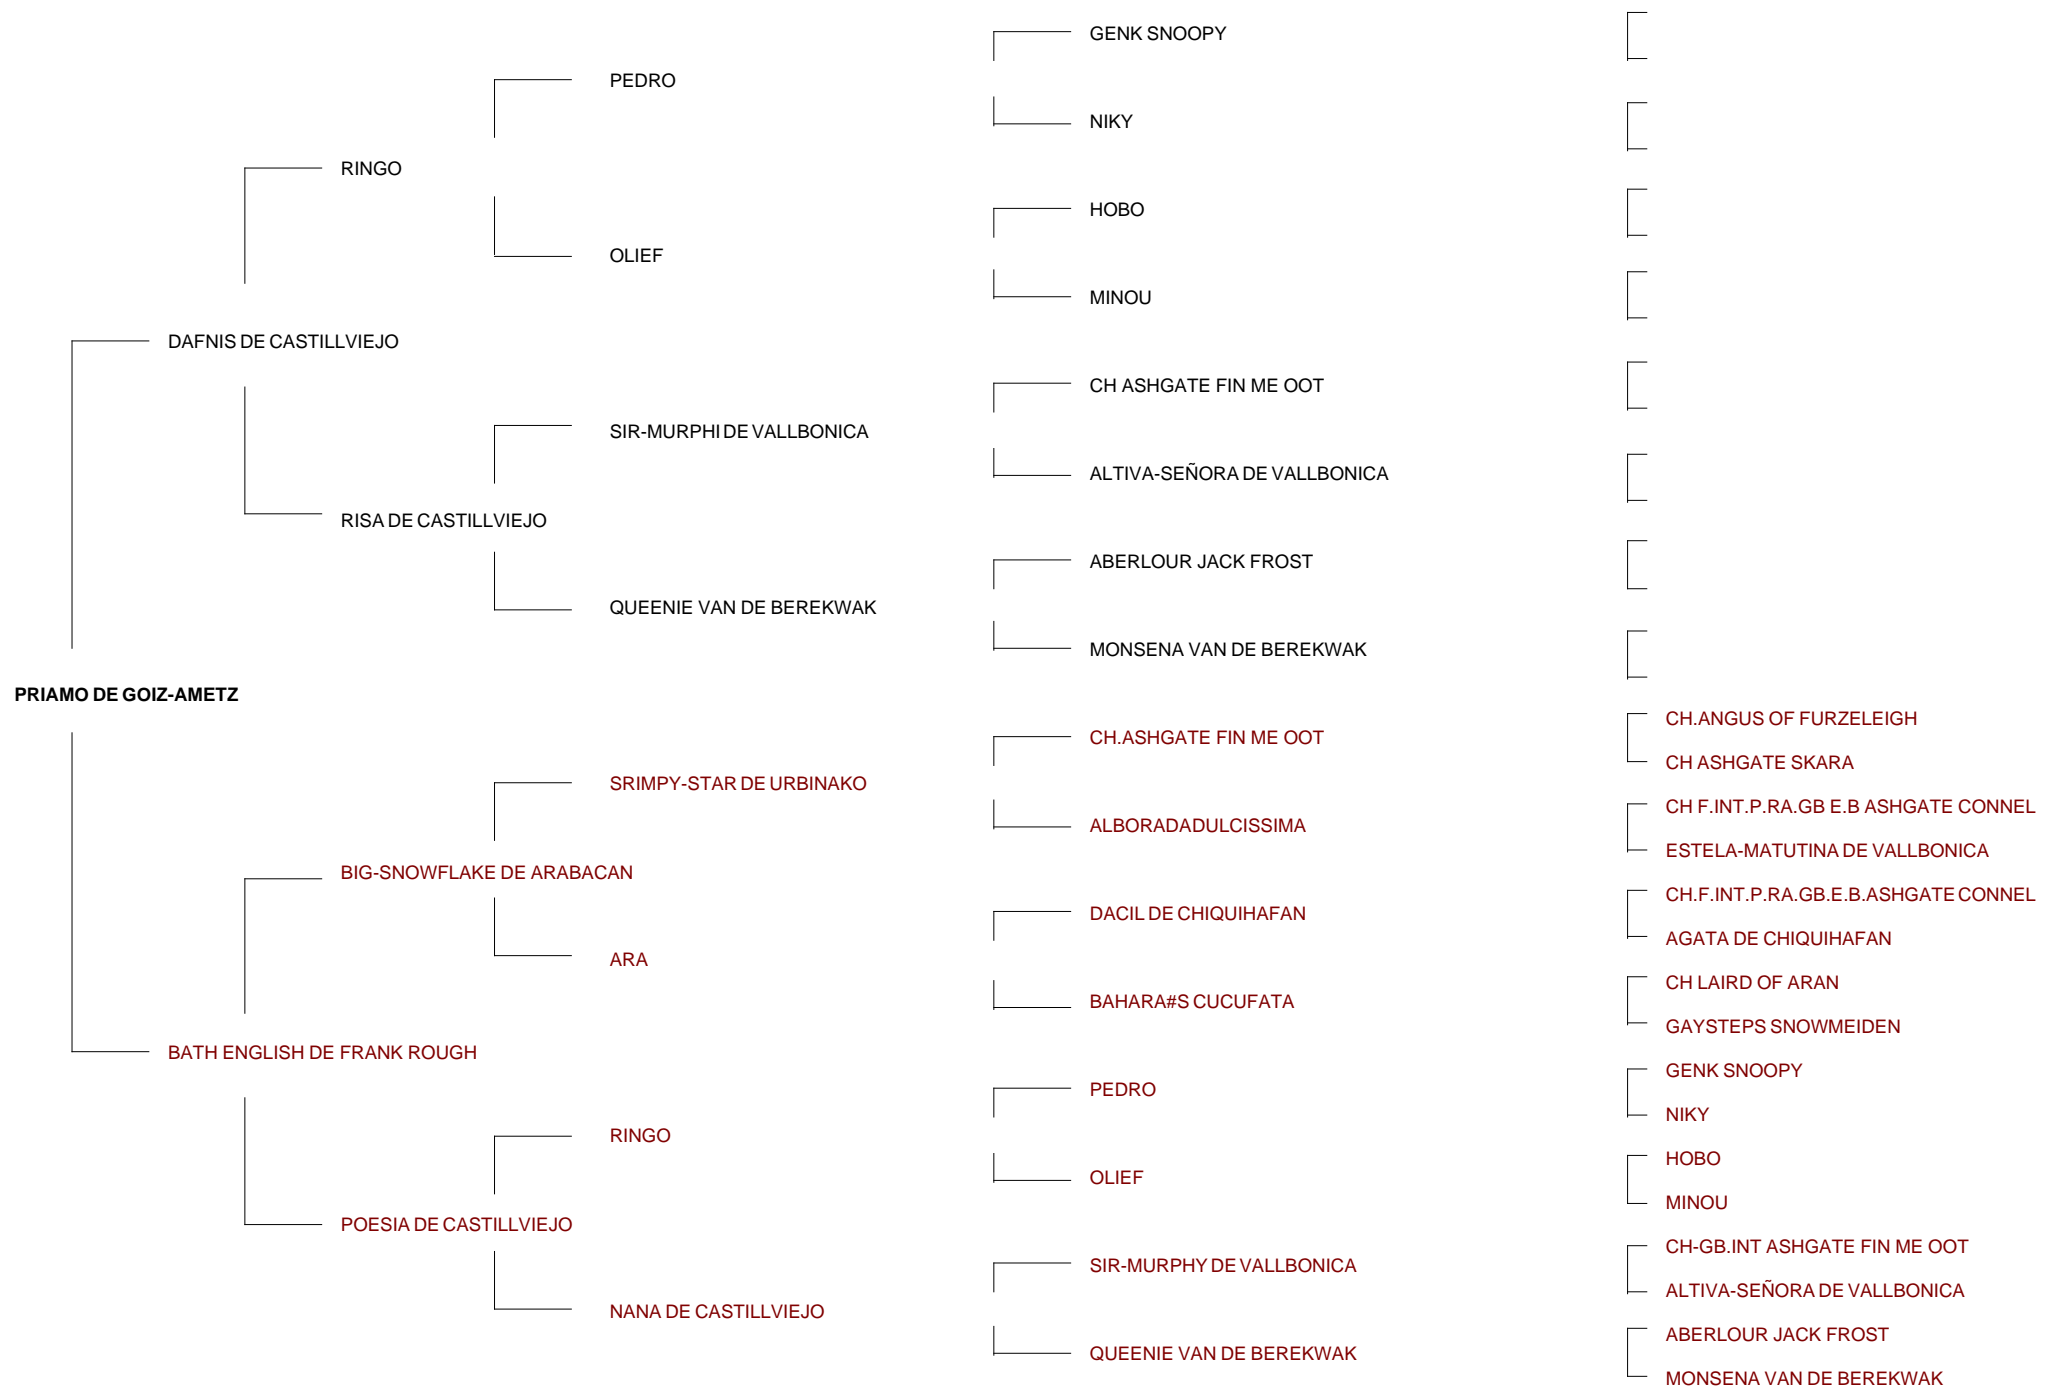 GENK SNOOPY
PEDRO
NIKY
RINGO
HOBO
OLIEF
MINOU
DAFNIS DE CASTILLVIEJO
CH ASHGATE FIN ME OOT
SIR-MURPHI DE VALLBONICA
ALTIVA-SEÑORA DE VALLBONICA
RISA DE CASTILLVIEJO
ABERLOUR JACK FROST
QUEENIE VAN DE BEREKWAK
MONSENA VAN DE BEREKWAK
PRIAMO DE GOIZ-AMETZ
CH.ANGUS OF FURZELEIGH
CH.ASHGATE FIN ME OOT
CH ASHGATE SKARA
SRIMPY-STAR DE URBINAKO
CH F.INT.P.RA.GB E.B ASHGATE CONNEL
ALBORADADULCISSIMA
ESTELA-MATUTINA DE VALLBONICA
BIG-SNOWFLAKE DE ARABACAN
CH.F.INT.P.RA.GB.E.B.ASHGATE CONNEL
DACIL DE CHIQUIHAFAN
AGATA DE CHIQUIHAFAN
ARA
CH LAIRD OF ARAN
BAHARA#S CUCUFATA
GAYSTEPS SNOWMEIDEN
BATH ENGLISH DE FRANK ROUGH
GENK SNOOPY
PEDRO
NIKY
RINGO
HOBO
OLIEF
MINOU
POESIA DE CASTILLVIEJO
CH-GB.INT ASHGATE FIN ME OOT
SIR-MURPHY DE VALLBONICA
ALTIVA-SEÑORA DE VALLBONICA
NANA DE CASTILLVIEJO
ABERLOUR JACK FROST
QUEENIE VAN DE BEREKWAK
MONSENA VAN DE BEREKWAK